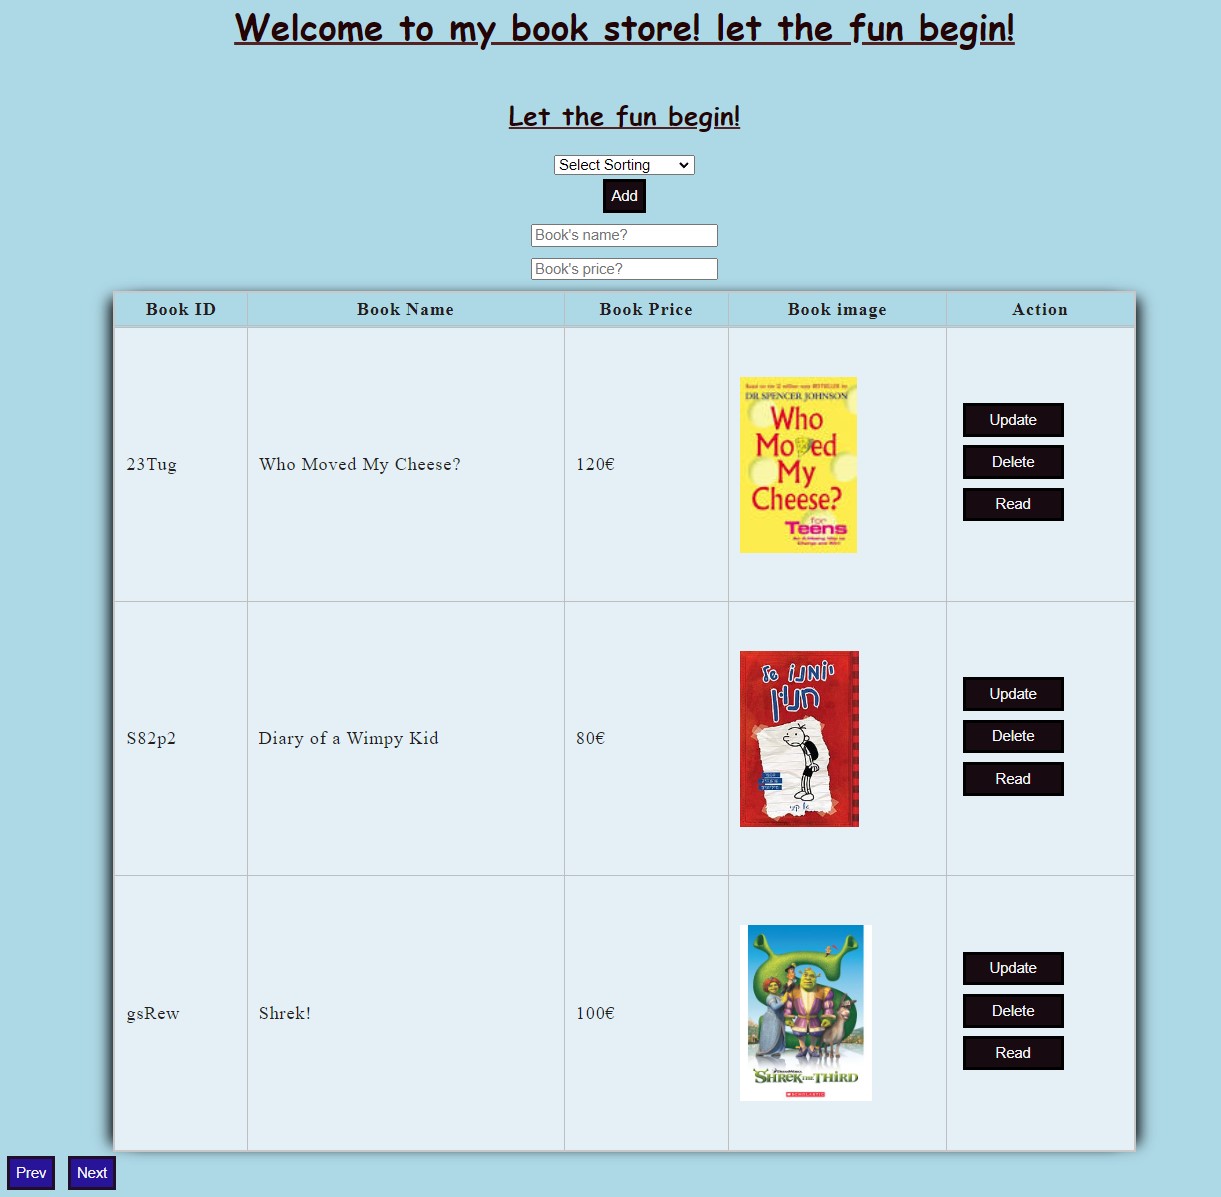 Welcome to my book store! let the fun begin!
Let the fun begin!
Select Sorting
Add
Book's name?
Book's price?
Book ID Book Name Book Price Book image Action
23Tug Who Moved My Cheese? 120€
DR SPENCER JOHNSON
Who
Moved
My
Cheese?
for
Teens
Update
Delete
Read
S82p2 Diary of a Wimpy Kid 80€
יומנו של
חנון
Update
Delete
Read
gsRew Shrek! 100€
SHREK THE THIRD
SCHOLASTIC
Update
Delete
Read
Prev Next